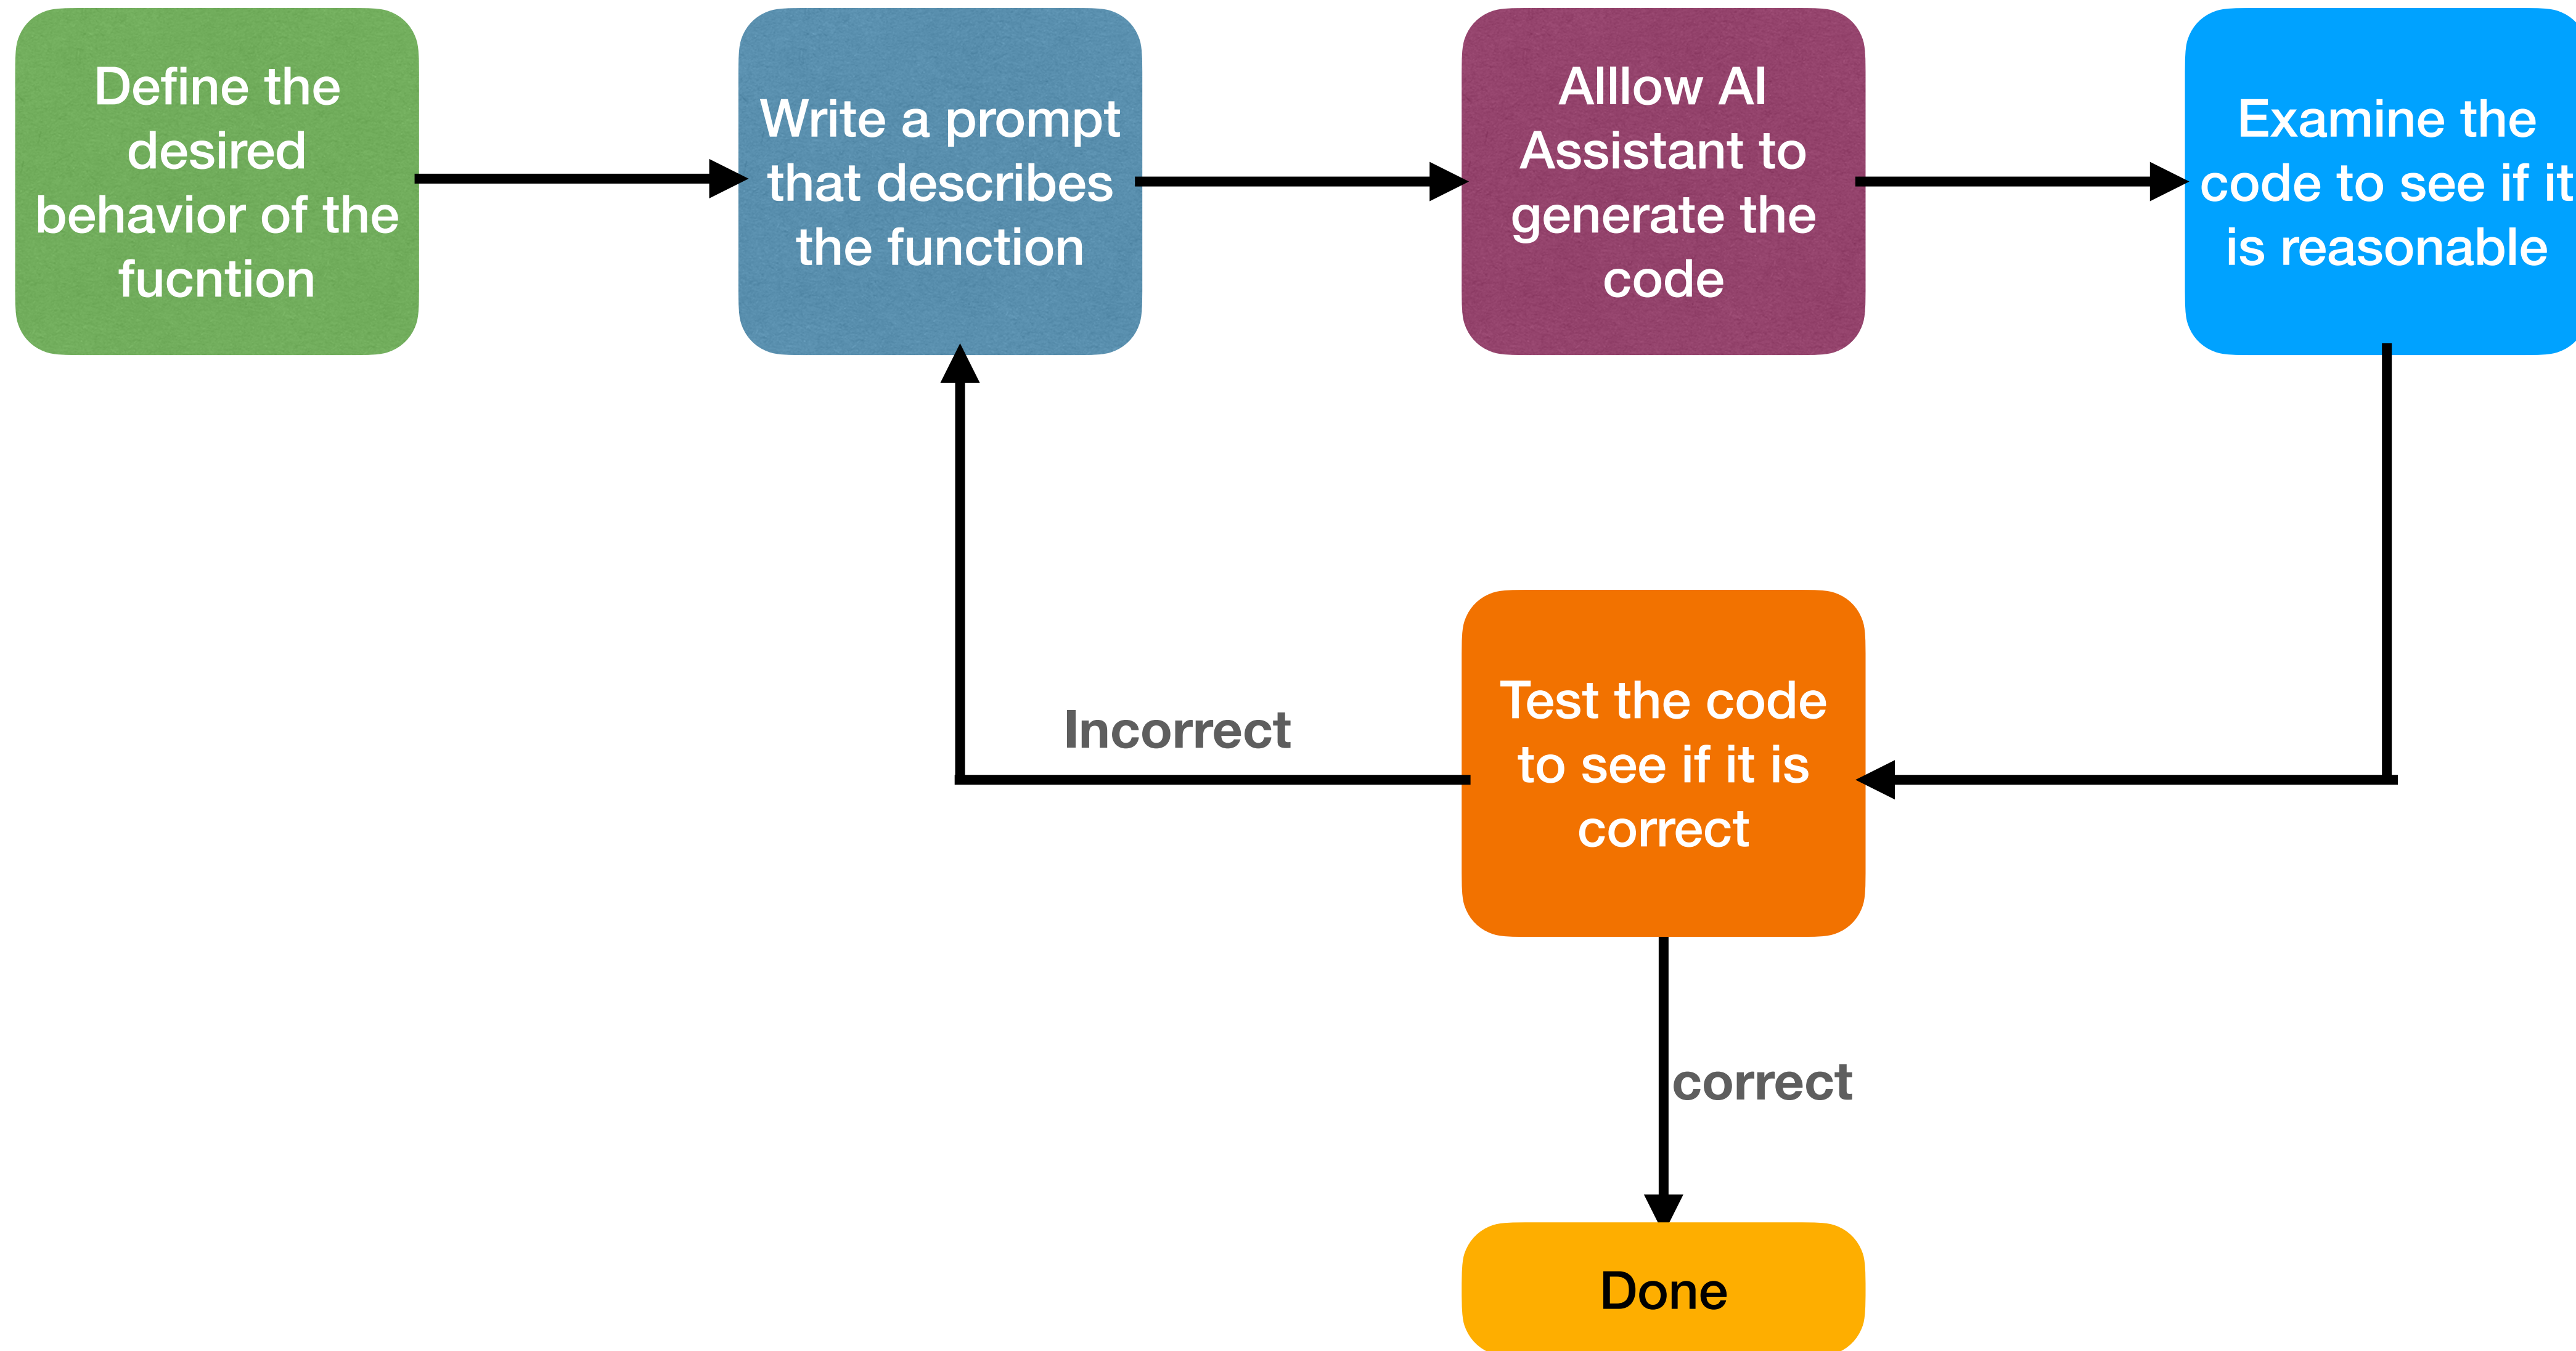 Define the
desired
behavior of the
fucntion
Write a prompt
that describes
the function
Alllow AI
Assistant to
generate the
code
Examine the
code to see if it
is reasonable
Test the code
to see if it is
correct
Incorrect
correct
Done